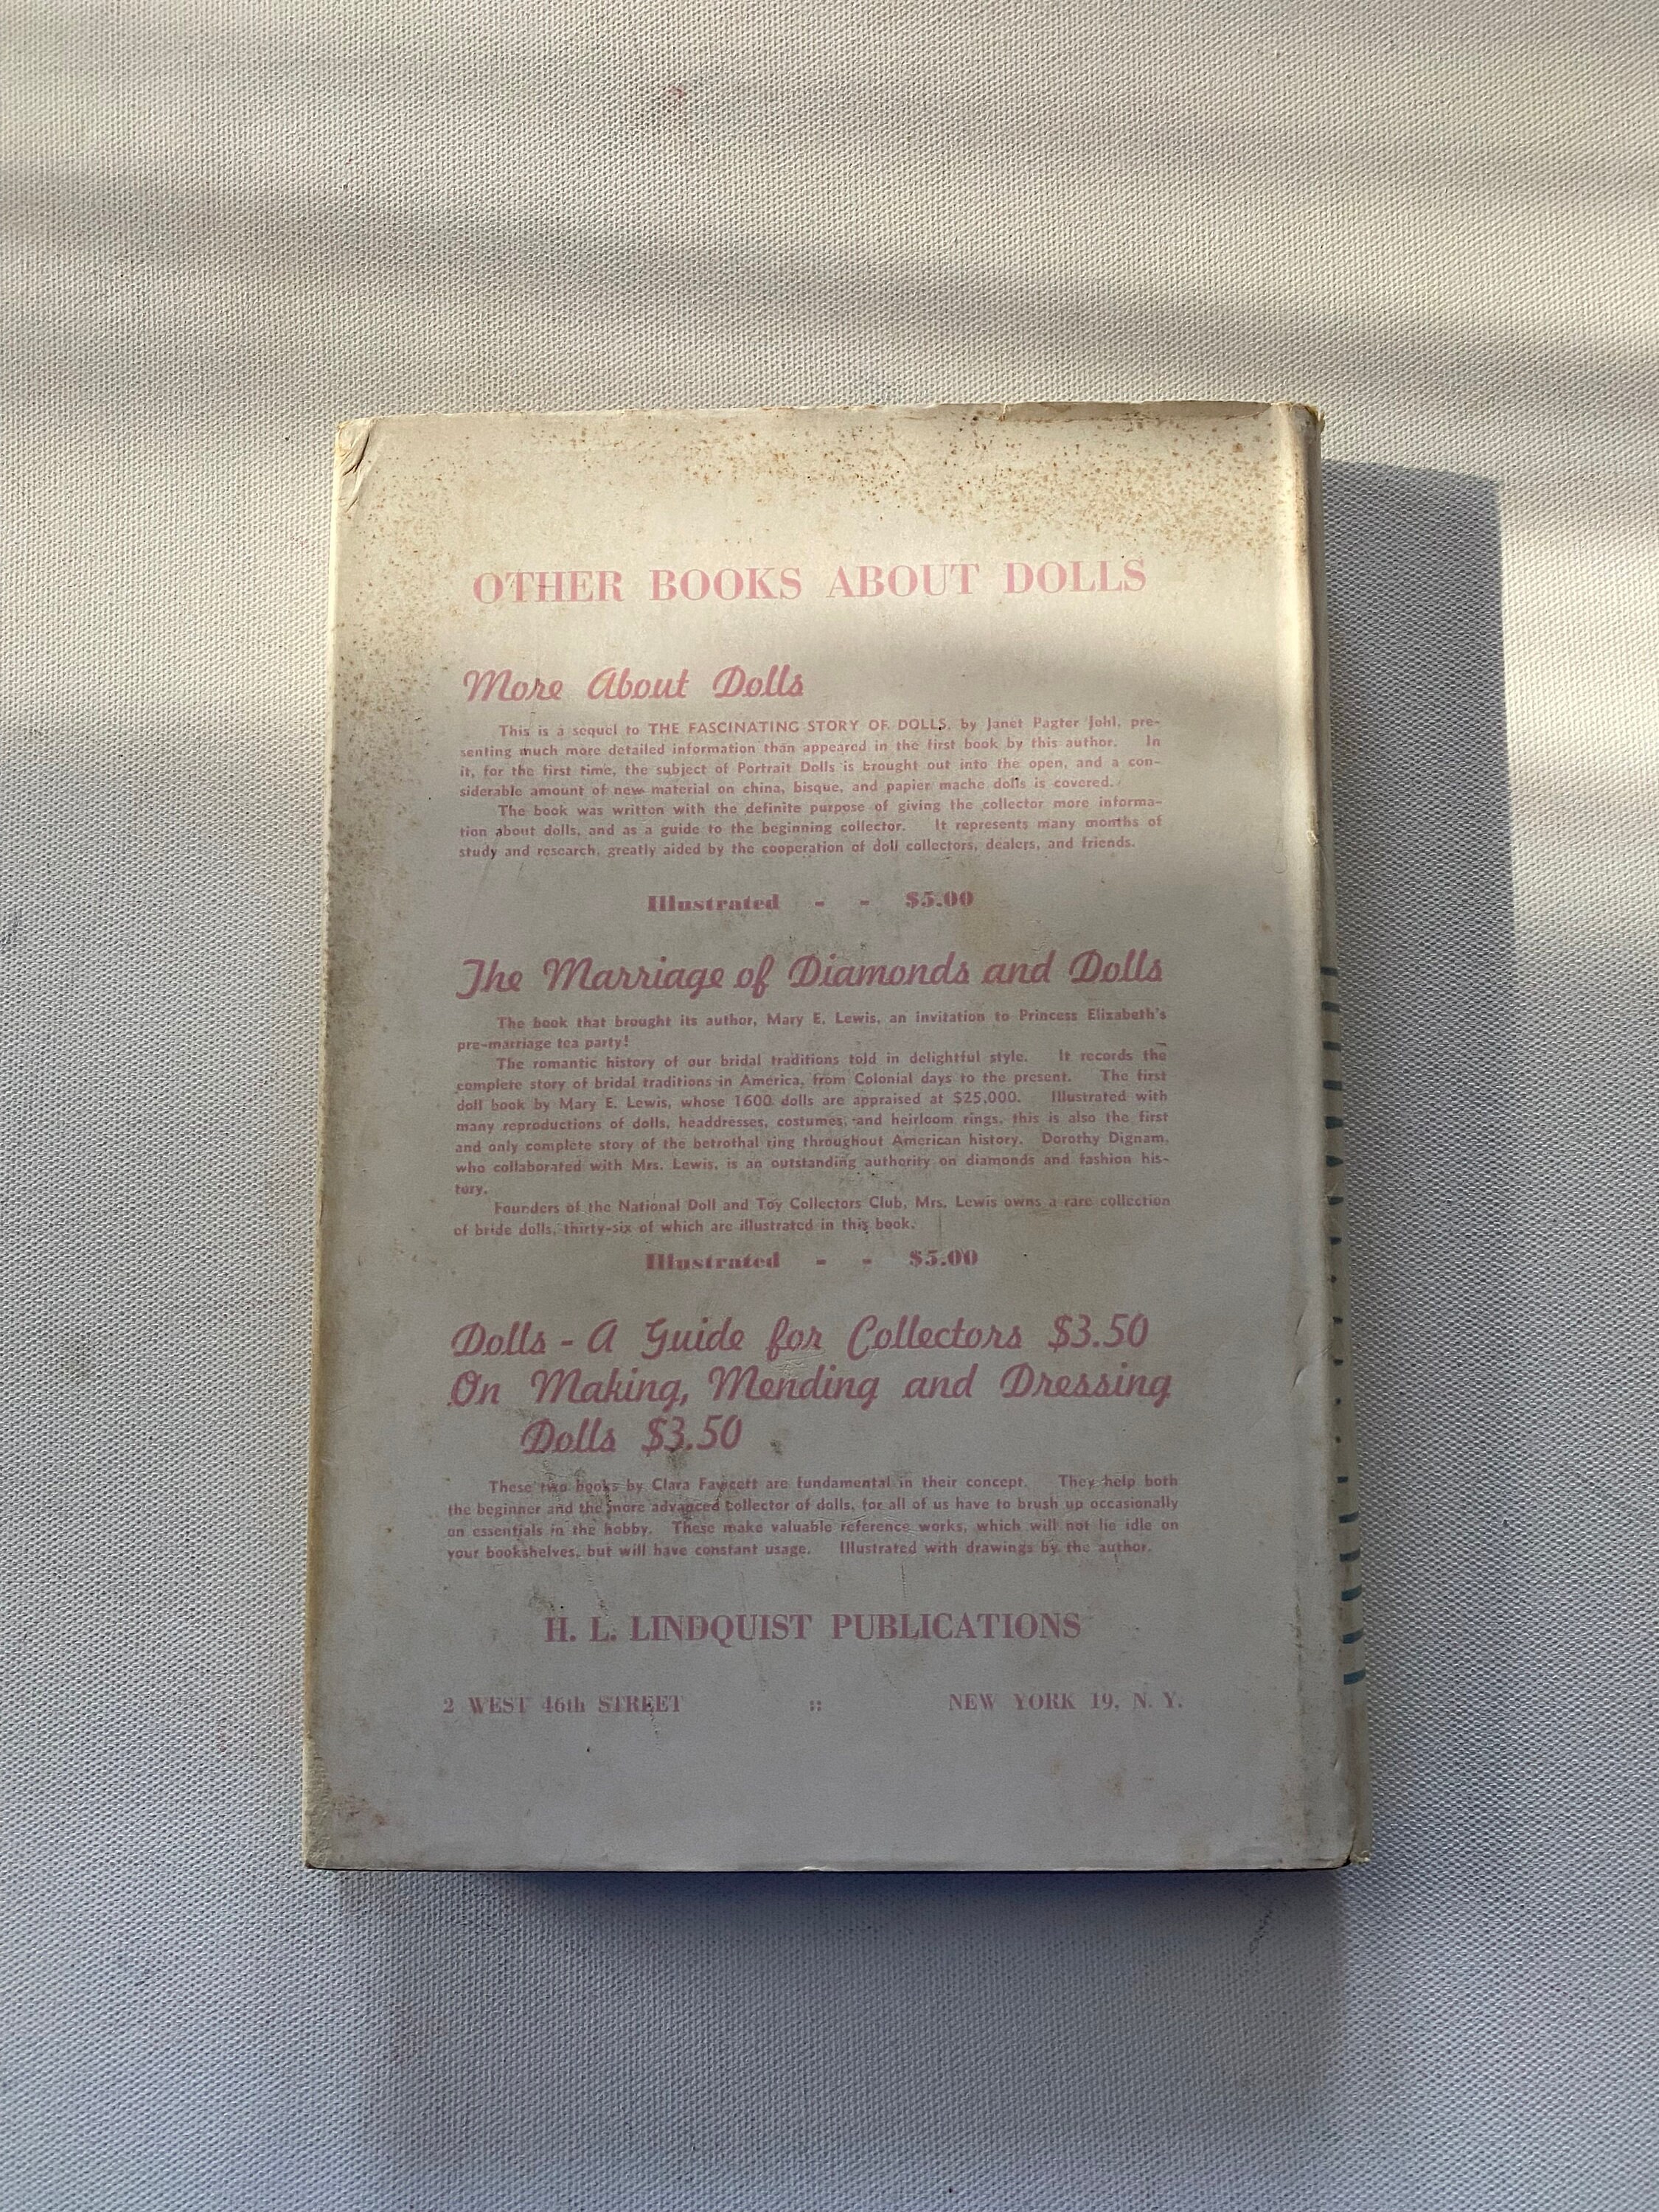 OTHER BOOKS ABOUT DOLLS
More About Dolls
This is a sequel to THE FASCINATING STORY OF DOLLS, by Janet Pagter Johl, pre-
senting much more detailed information than appeared in the first book by this author. In
it, for the first time, the subject of Portrait Dolls is brought out into the open, and a con-
siderable amount of new material on china, bisque, and papier mache dolls is covered.
The book was written with the definite purpose of giving the collector more informa-
tion about dolls, and as a guide to the beginning collector. It represents many months of
study and research, greatly aided by the cooperation of doll collectors, dealers, and friends.
Illustrated - - $5.00
The Marriage of Diamonds and Dolls
The book that brought its author, Mary E. Lewis, an invitation to Princess Elizabeth's
pre-marriage tea party!
The romantic history of our bridal traditions told in delightful style. It records the
complete story of bridal traditions in America, from Colonial days to the present. The first
doll book by Mary E. Lewis, whose 1600 dolls are appraised at $25,000. Illustrated with
many reproductions of dolls, headdresses, costumes, and heirloom rings, this is also the first
and only complete story of the betrothal ring throughout American history. Dorothy Dignam,
who collaborated with Mrs. Lewis, is an outstanding authority on diamonds and fashion his-
tory.
Founders of the National Doll and Toy Collectors Club, Mrs. Lewis owns a rare collection
of bride dolls, thirty-six of which are illustrated in this book.
Illustrated - - $5.00
Dolls - A Guide for Collectors $3.50
On Making, Mending and Dressing
Dolls $3.50
These two books by Clara Fawcett are fundamental in their concept. They help both
the beginner and the more advanced collector of dolls, for all of us have to brush up occasionally
on essentials in the hobby. These make valuable reference works, which will not lie idle on
your bookshelves, but will have constant usage. Illustrated with drawings by the author.
H. L. LINDQUIST PUBLICATIONS
2 WEST 46th STREET :: NEW YORK 19, N. Y.